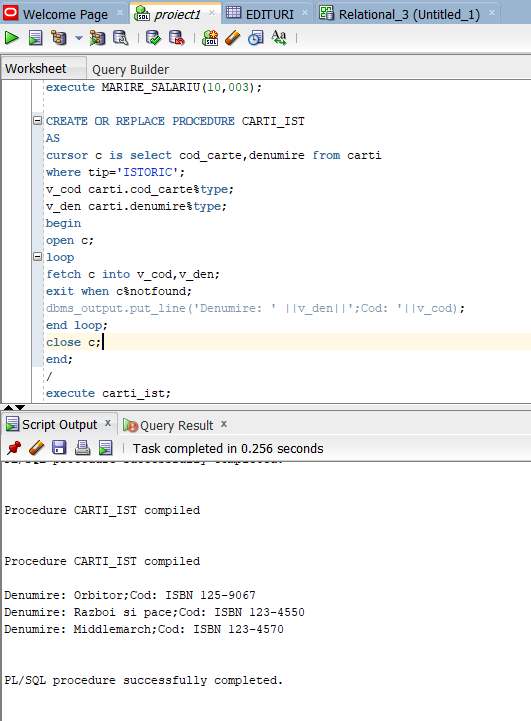 Welcome Page × proiect1 × EDITURI × Relational_3 (Untitled_1) ×
Worksheet Query Builder
execute MARIRE_SALARIU(10,003);
CREATE OR REPLACE PROCEDURE CARTI_IST
AS
cursor c is select cod_carte,denumire from carti
where tip='ISTORIC';
v_cod carti.cod_carte%type;
v_den carti.denumire%type;
begin
open c;
loop
fetch c into v_cod,v_den;
exit when c%notfound;
dbms_output.put_line('Denumire: ' ||v_den||';Cod: '||v_cod);
end loop;
close c;
end;
/
execute carti_ist;
Script Output × Query Result ×
Task completed in 0.256 seconds
PL/SQL procedure successfully completed.
Procedure CARTI_IST compiled
Procedure CARTI_IST compiled
Denumire: Orbitor;Cod: ISBN 125-9067
Denumire: Razboi si pace;Cod: ISBN 123-4550
Denumire: Middlemarch;Cod: ISBN 123-4570
PL/SQL procedure successfully completed.